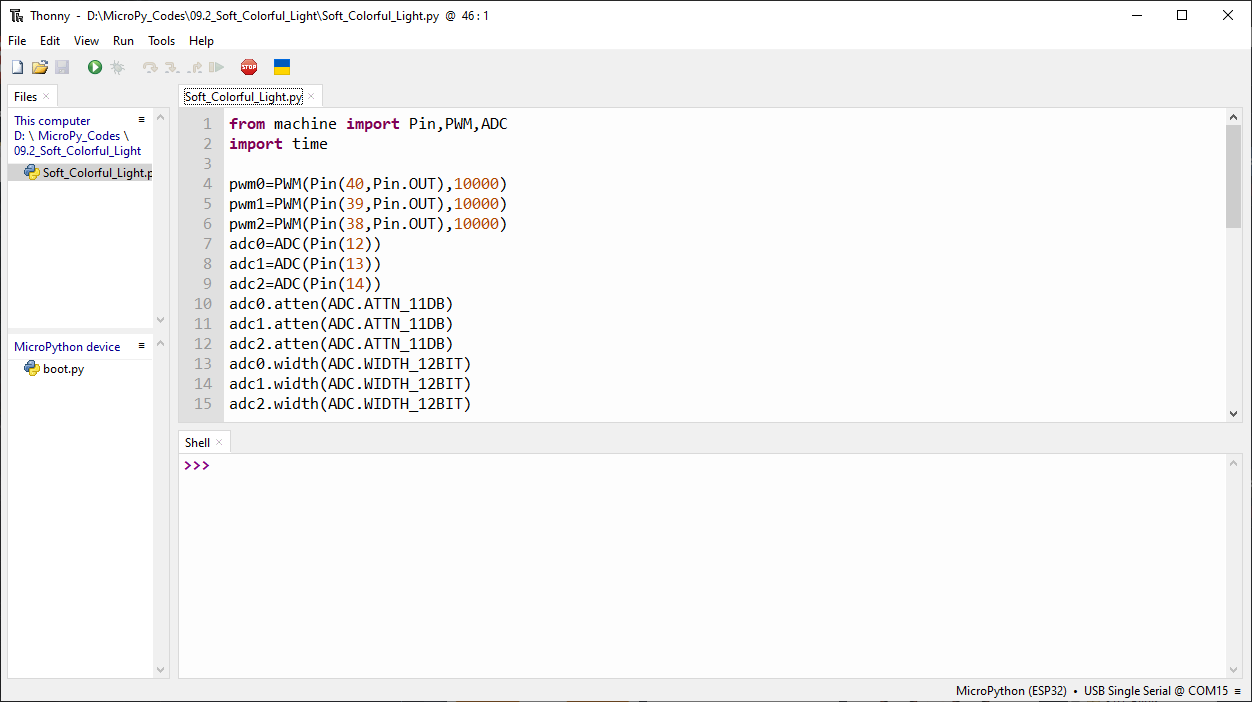 Thonny - D:\MicroPy_Codes\09.2_Soft_Colorful_Light\Soft_Colorful_Light.py @ 46 : 1
File Edit View Run Tools Help
STOP
Files
This computer
D: \ MicroPy_Codes \
09.2_Soft_Colorful_Light
Soft_Colorful_Light.p
MicroPython device
boot.py
Soft_Colorful_Light.py
1 from machine import Pin,PWM,ADC
2 import time
3
4 pwm0=PWM(Pin(40,Pin.OUT),10000)
5 pwm1=PWM(Pin(39,Pin.OUT),10000)
6 pwm2=PWM(Pin(38,Pin.OUT),10000)
7 adc0=ADC(Pin(12))
8 adc1=ADC(Pin(13))
9 adc2=ADC(Pin(14))
10 adc0.atten(ADC.ATTN_11DB)
11 adc1.atten(ADC.ATTN_11DB)
12 adc2.atten(ADC.ATTN_11DB)
13 adc0.width(ADC.WIDTH_12BIT)
14 adc1.width(ADC.WIDTH_12BIT)
15 adc2.width(ADC.WIDTH_12BIT)
Shell
>>>
MicroPython (ESP32) • USB Single Serial @ COM15